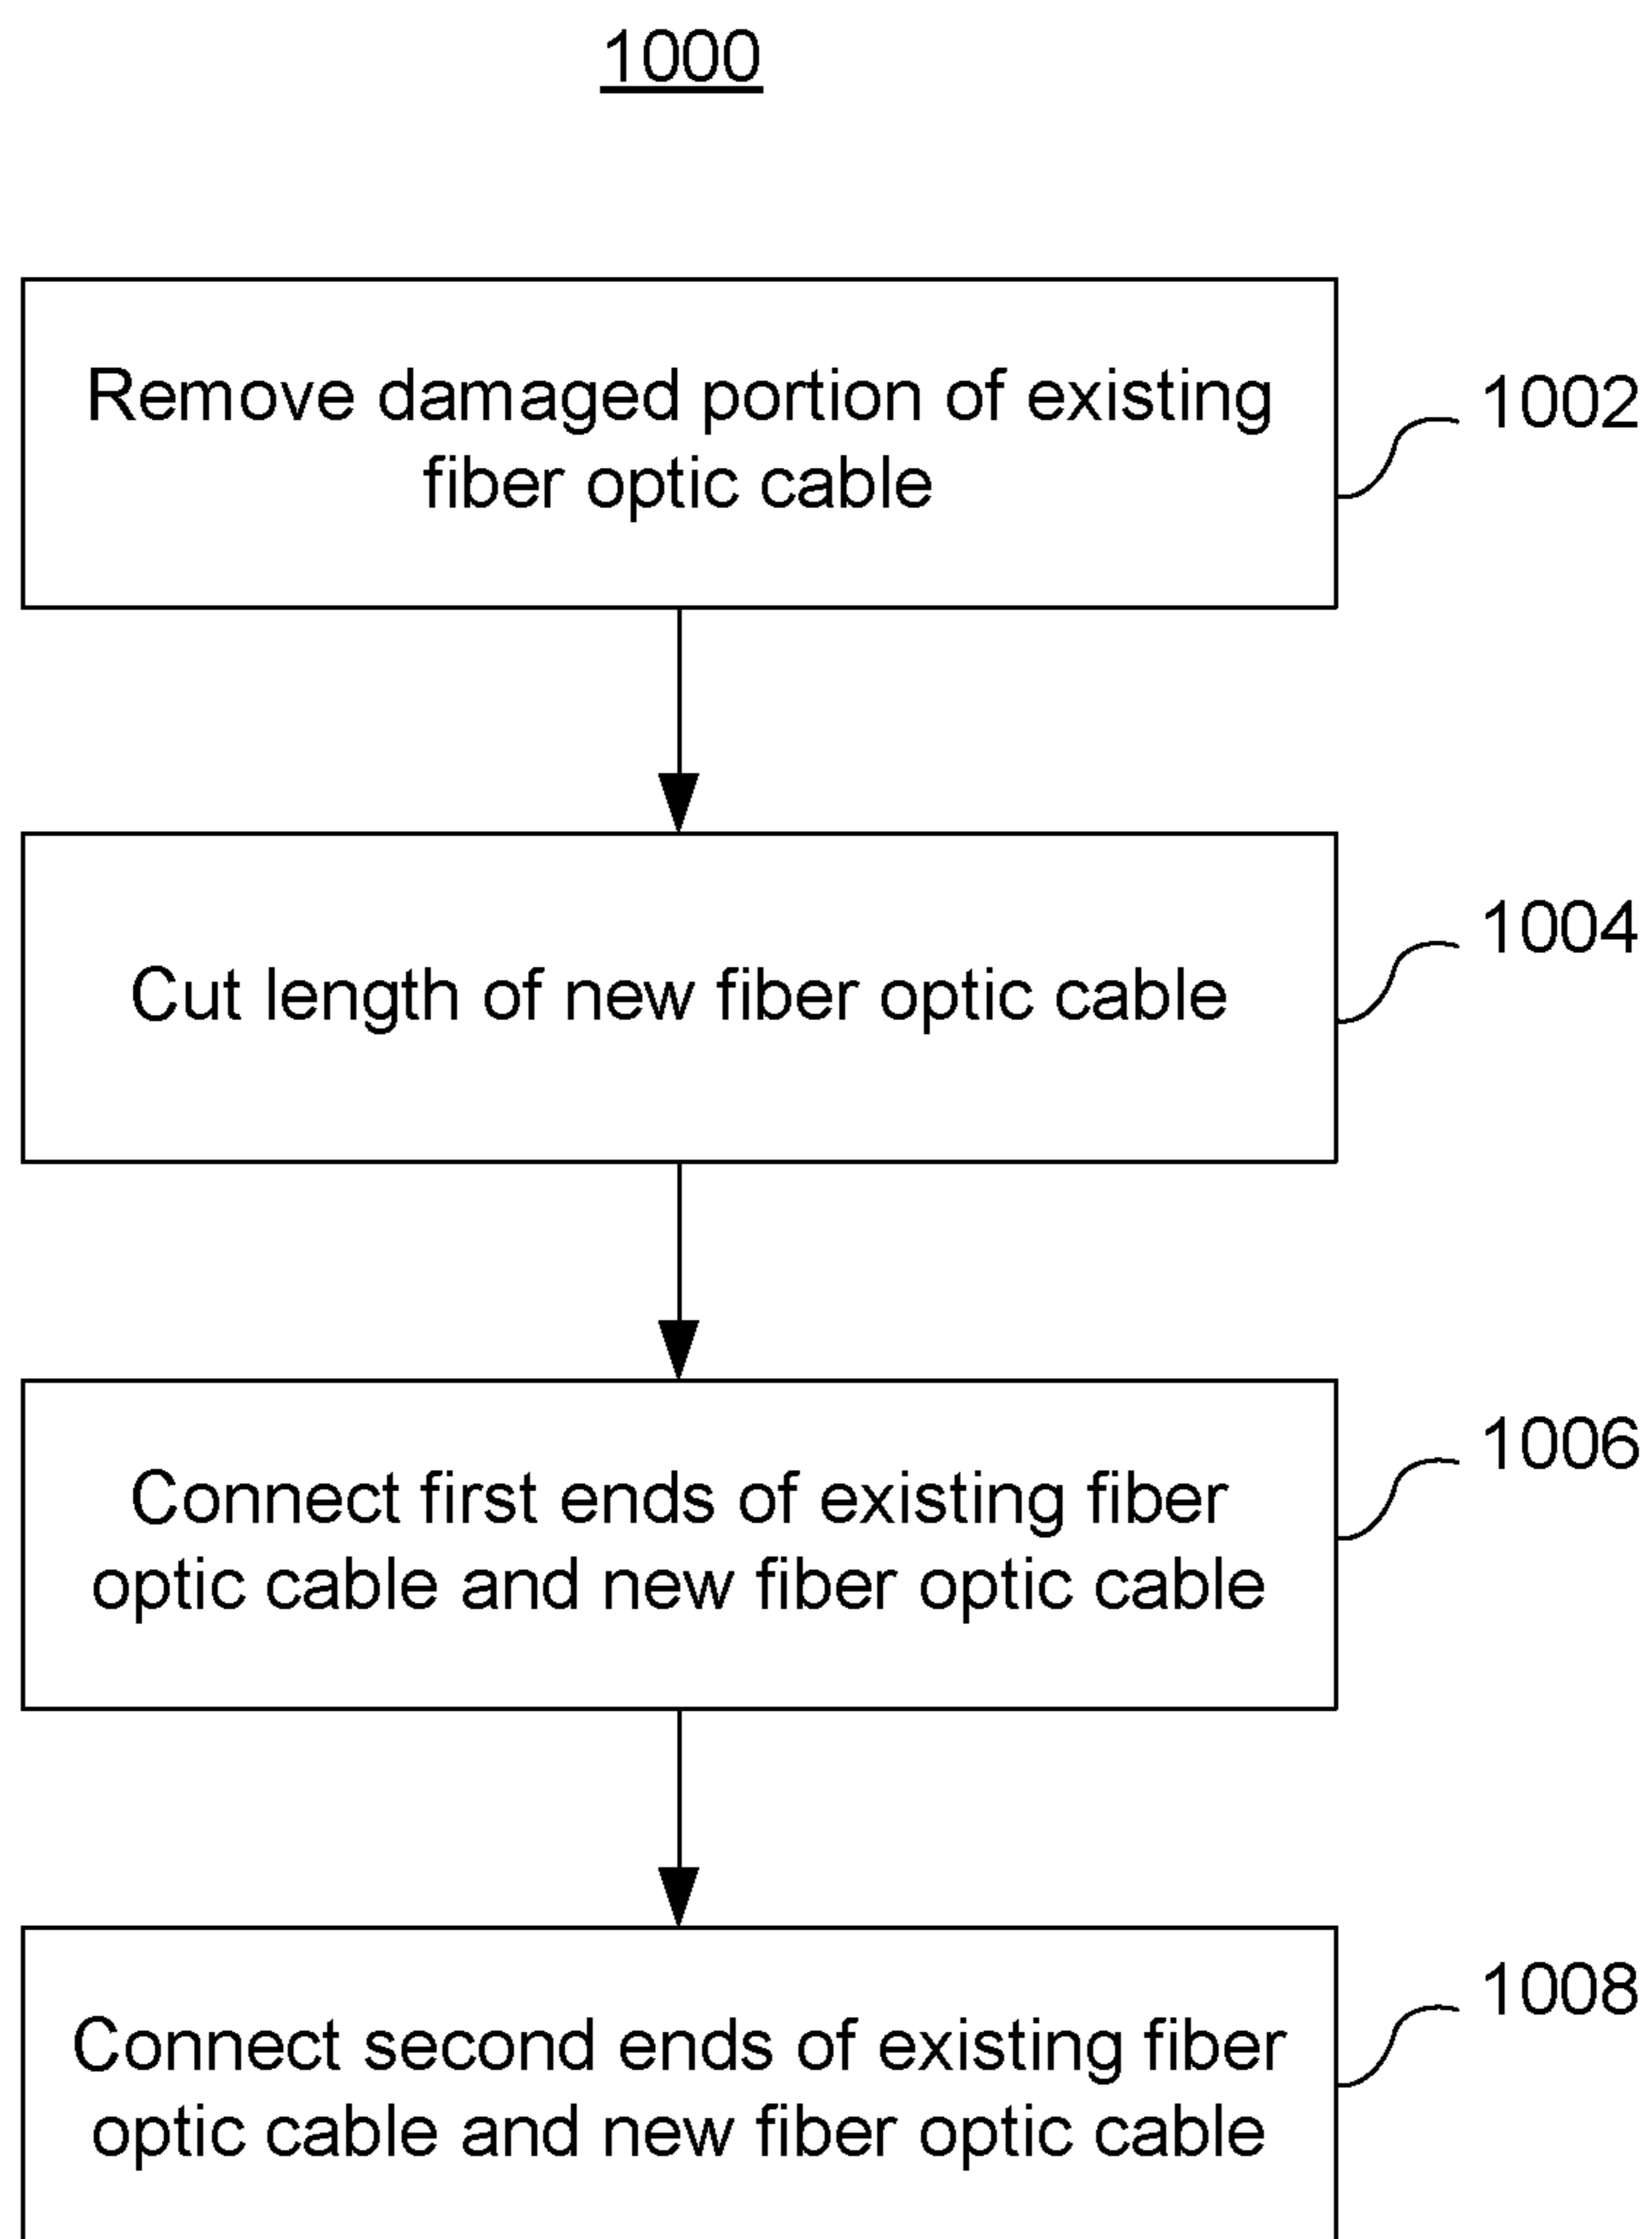 1000
Remove damaged portion of existing
fiber optic cable
1002
Cut length of new fiber optic cable
1004
Connect first ends of existing fiber
optic cable and new fiber optic cable
1006
Connect second ends of existing fiber
optic cable and new fiber optic cable
1008